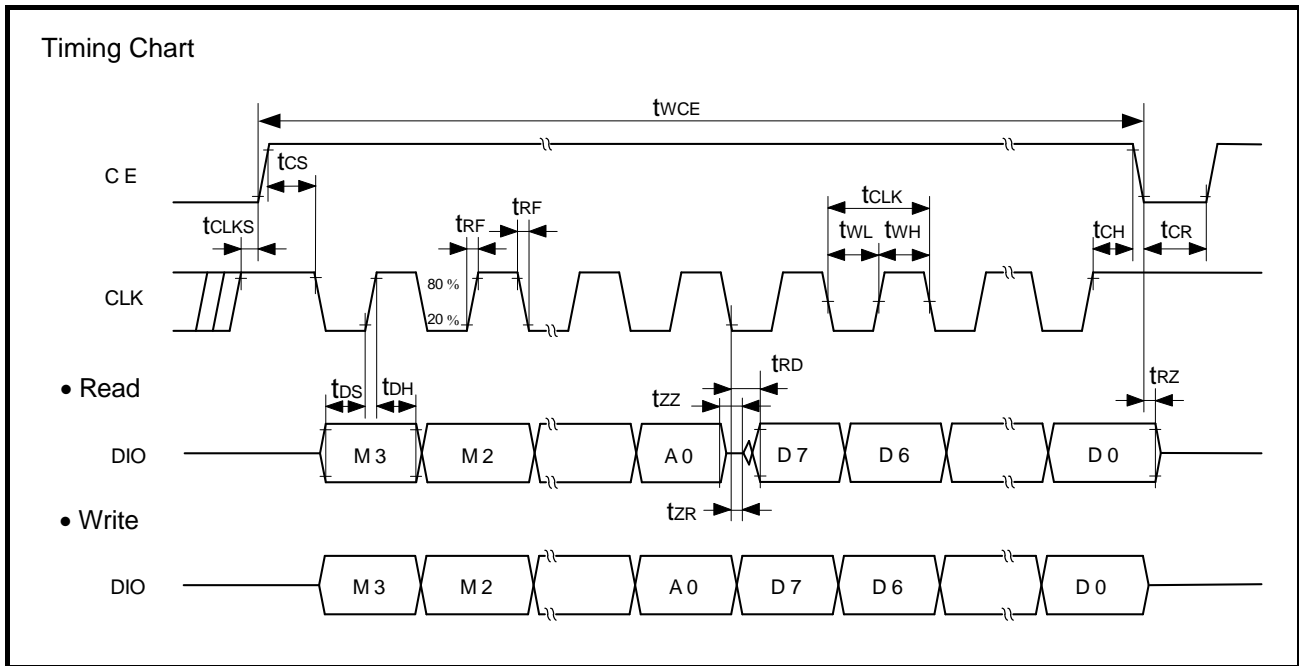 Timing Chart
tWCE
CE
tCS
tCLKS
tRF
tRF
tCLK
tWL
tWH
tCH
tCR
CLK
80 %
20 %
• Read
tDS
tDH
tZZ
tRD
tRZ
DIO
M3
M2
A0
D7
D6
D0
tZR
• Write
DIO
M3
M2
A0
D7
D6
D0